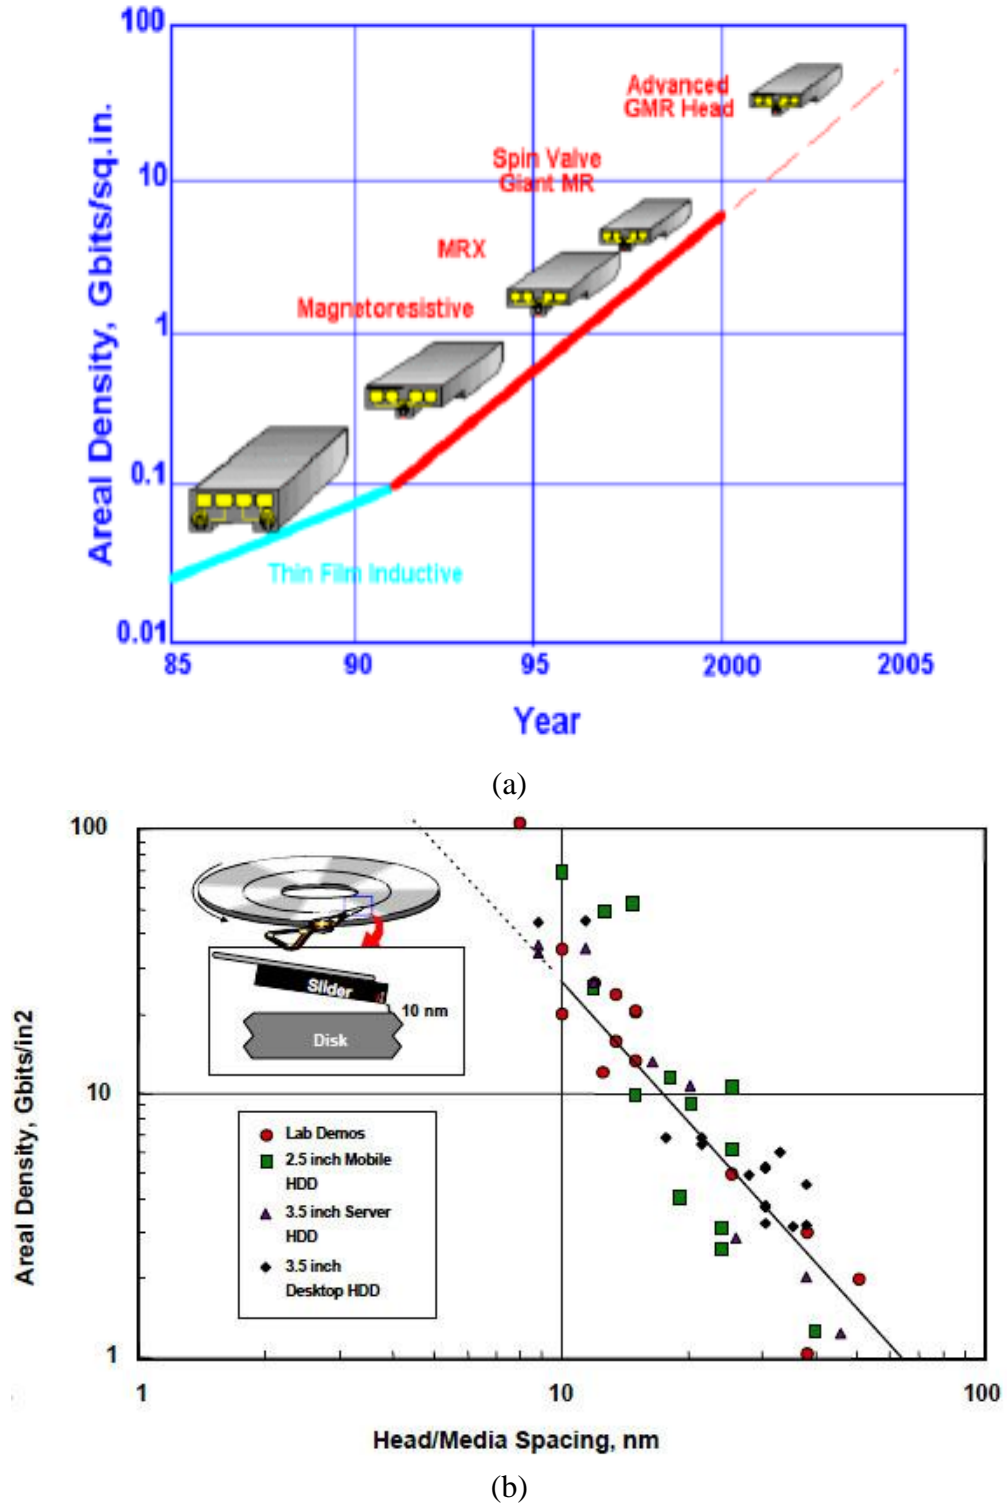 100
Advanced
GMR Head
Spin Valve
Giant MR
10
MRX
Magnetoresistive
1
0.1
Thin Film Inductive
0.01
Areal Density, Gbits/sq.in.
85
90
95
2000
2005
Year
(a)
100
Slider
10 nm
Disk
10
Lab Demos
2.5 inch Mobile
HDD
3.5 inch Server
HDD
3.5 inch
Desktop HDD
Areal Density, Gbits/in2
1
1
10
100
Head/Media Spacing, nm
(b)